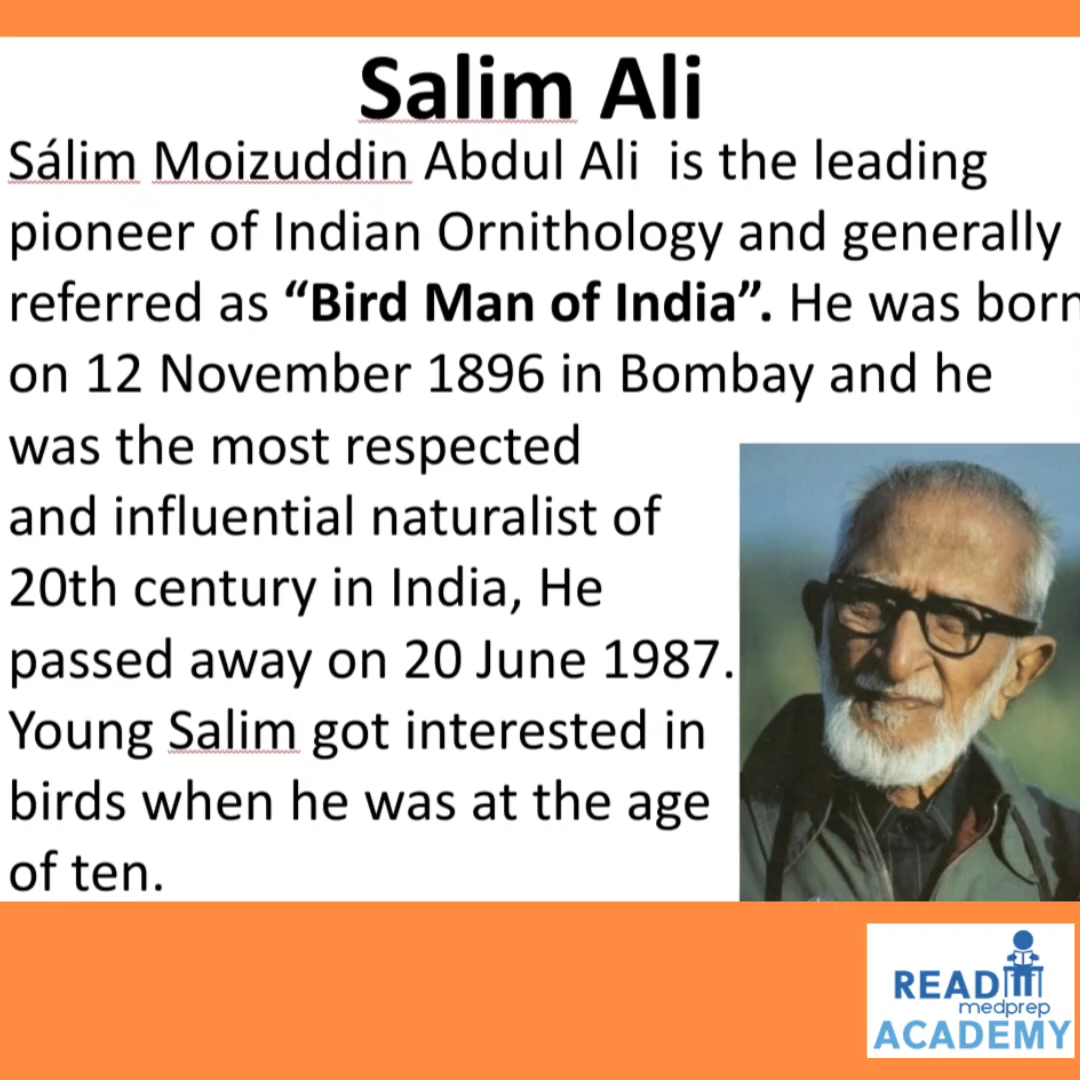 Salim Ali
Sálim Moizuddin Abdul Ali  is the leading
pioneer of Indian Ornithology and generally
referred as “Bird Man of India”. He was born
on 12 November 1896 in Bombay and he
was the most respected
and influential naturalist of
20th century in India, He
passed away on 20 June 1987.
Young Salim got interested in
birds when he was at the age
of ten.
READ
medprep
ACADEMY